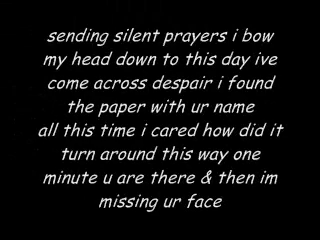 sending silent prayers i bow
my head down to this day ive
come across despair i found
the paper with ur name
all this time i cared how did it
turn around this way one
minute u are there & then im
missing ur face